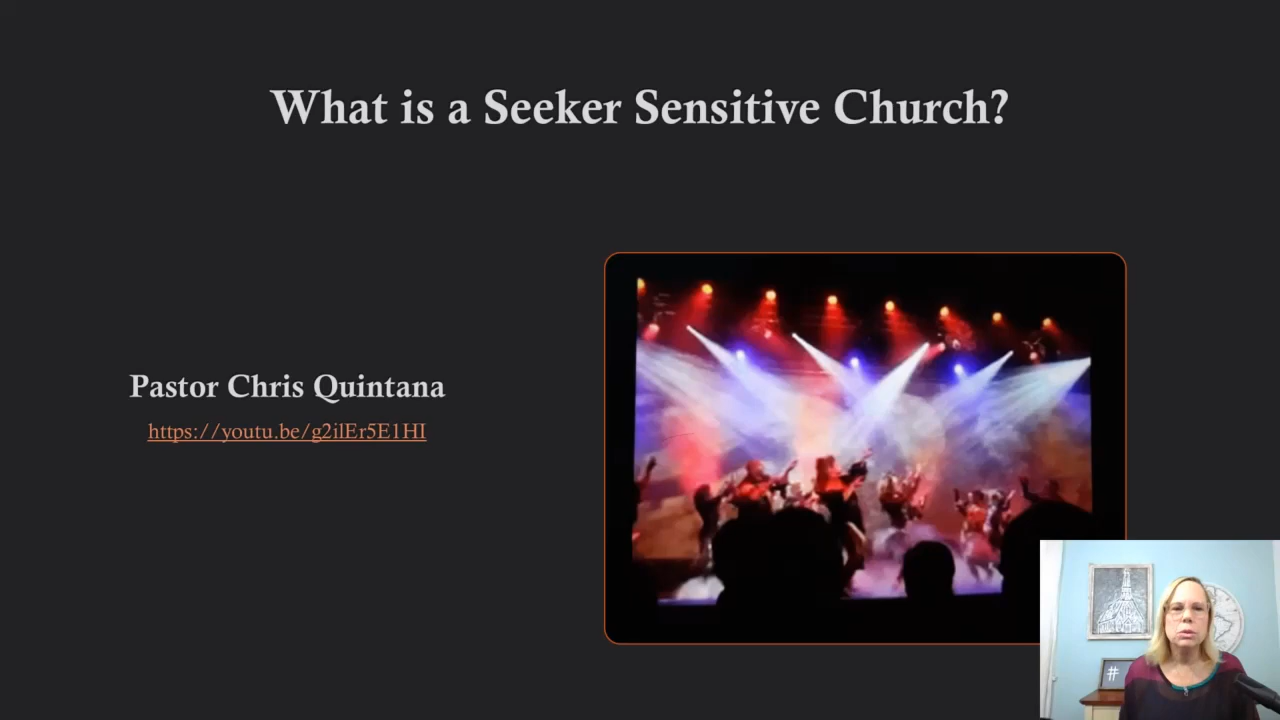 What is a Seeker Sensitive Church?
Pastor Chris Quintana
https://youtu.be/g2ilEr5E1HI
#